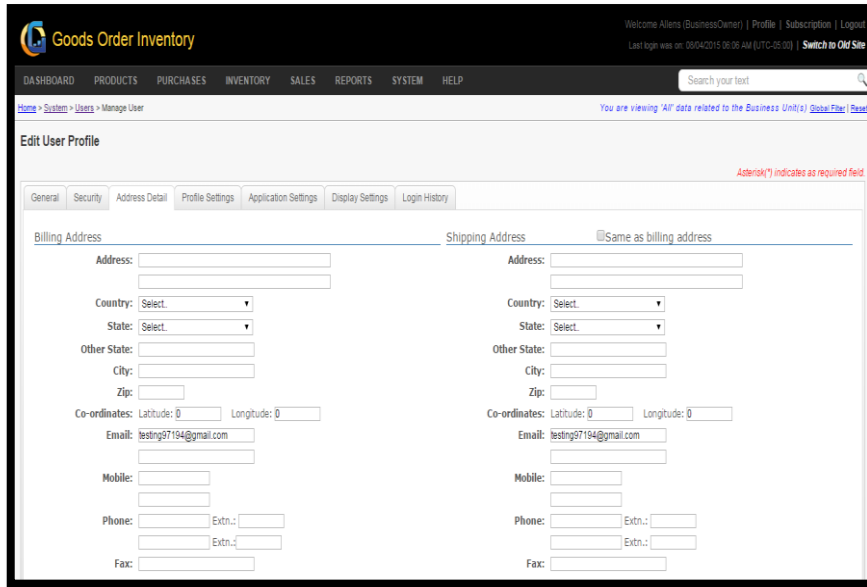 Welcome Allens (BusinessOwner) | Profile | Subscription | Logout
Goods Order Inventory
Last login was on: 08/04/2015 06:06 AM (UTC-05:00) | Switch to Old Site
DASHBOARD PRODUCTS PURCHASES INVENTORY SALES REPORTS SYSTEM HELP
Search your text
Home > System > Users > Manage User
You are viewing 'All' data related to the Business Unit(s) Global Filter | Reset
Edit User Profile
Asterisk(*) indicates as required field.
General Security Address Detail Profile Settings Application Settings Display Settings Login History
Billing Address
Address:
Country: Select..
State: Select..
Other State:
City:
Zip:
Co-ordinates: Latitude: 0 Longitude: 0
Email: testing97194@gmail.com
Mobile:
Phone: Extn.:
Extn.:
Fax:
Shipping Address Same as billing address
Address:
Country: Select..
State: Select..
Other State:
City:
Zip:
Co-ordinates: Latitude: 0 Longitude: 0
Email: testing97194@gmail.com
Mobile:
Phone: Extn.:
Extn.:
Fax: